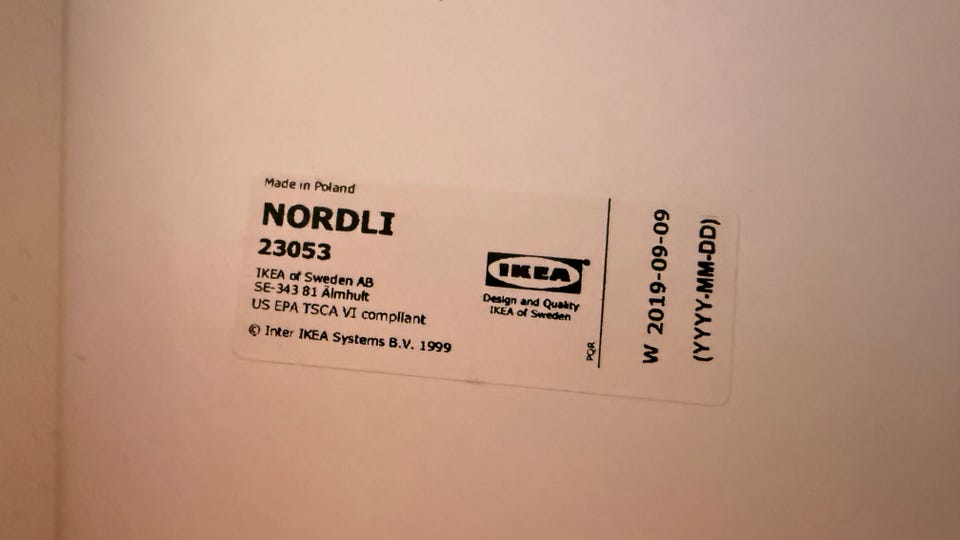 Made in Poland
NORDLI
23053
IKEA of Sweden AB
SE-343 81 Älmhult
US EPA TSCA VI compliant
© Inter IKEA Systems B.V. 1999
IKEA®
Design and Quality
IKEA of Sweden
PQR
W 2019-09-09
(YYYY-MM-DD)